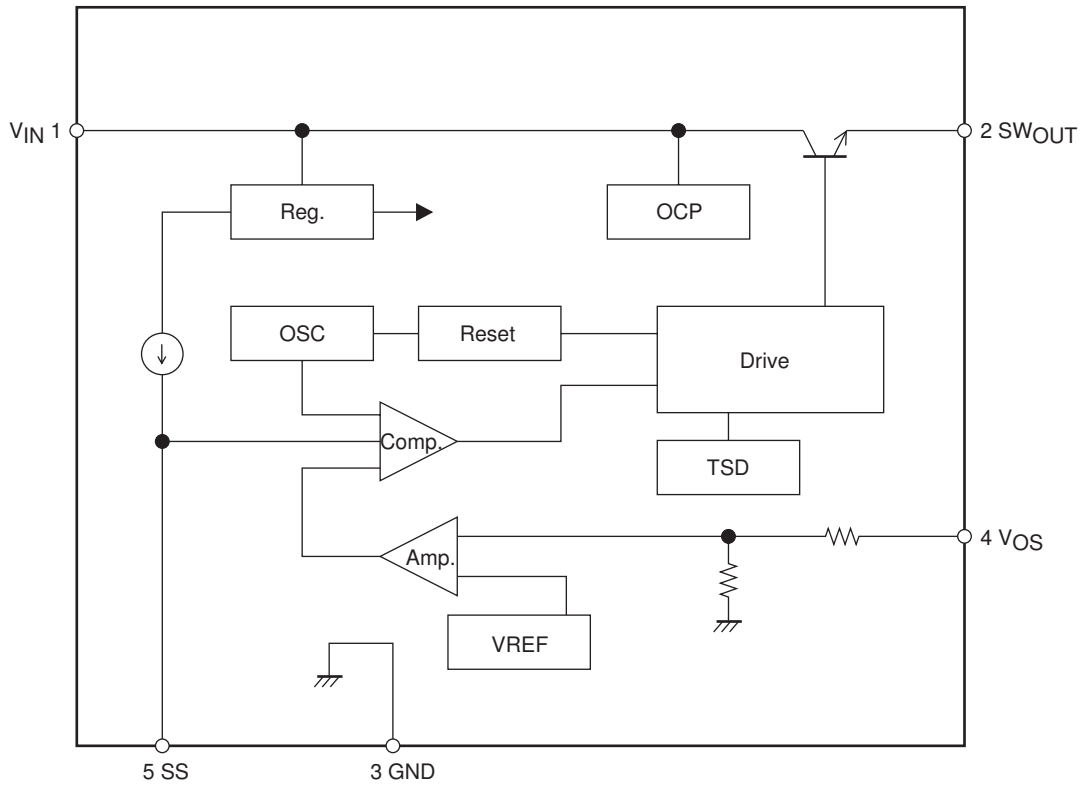 VIN 1
2 SWOUT
Reg.
OCP
OSC
Reset
Drive
Comp.
TSD
4 VOS
Amp.
VREF
5 SS
3 GND